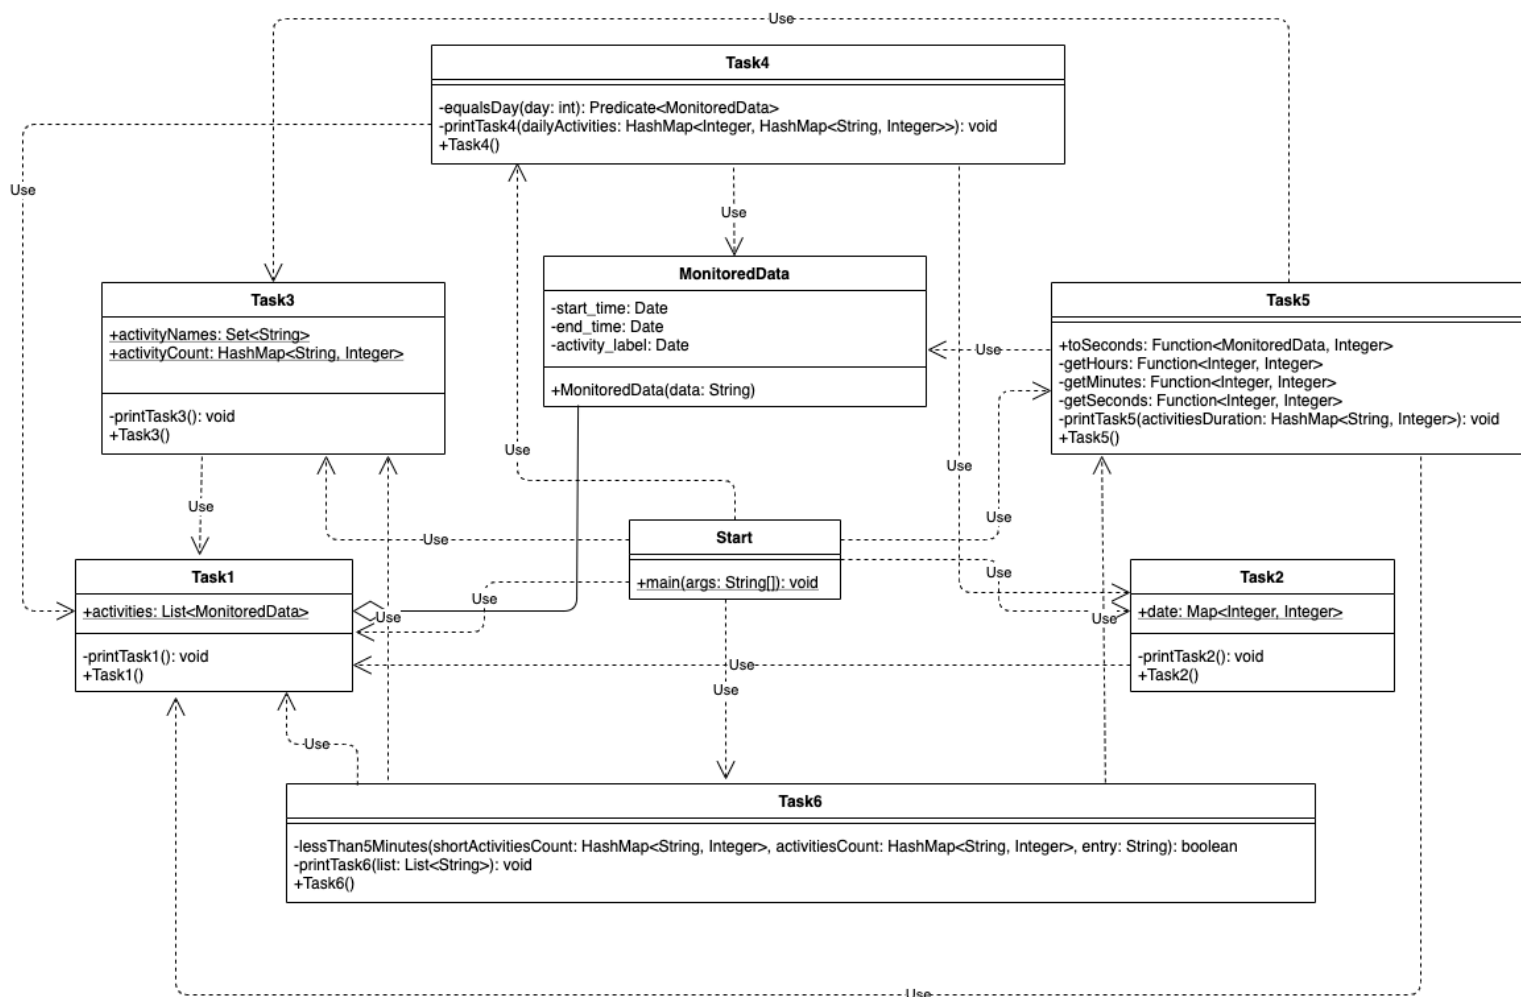 Use
Task4
-equalsDay(day: int): Predicate<MonitoredData>
-printTask4(dailyActivities: HashMap<Integer, HashMap<String, Integer>>): void
+Task4()
Use
Use
MonitoredData
-start_time: Date
-end_time: Date
-activity_label: Date
+MonitoredData(data: String)
Task3
+activityNames: Set<String>
+activityCount: HashMap<String, Integer>
-printTask3(): void
+Task3()
Task5
+toSeconds: Function<MonitoredData, Integer>
-getHours: Function<Integer, Integer>
-getMinutes: Function<Integer, Integer>
-getSeconds: Function<Integer, Integer>
-printTask5(activitiesDuration: HashMap<String, Integer>): void
+Task5()
Use
Use
Use
Use
Use
Use
Start
+main(args: String[]): void
Use
Use
Task1
+activities: List<MonitoredData>
-printTask1(): void
+Task1()
Use
Use
Task2
+date: Map<Integer, Integer>
-printTask2(): void
+Task2()
Use
Use
Use
Task6
-lessThan5Minutes(shortActivitiesCount: HashMap<String, Integer>, activitiesCount: HashMap<String, Integer>, entry: String): boolean
-printTask6(list: List<String>): void
+Task6()
Use